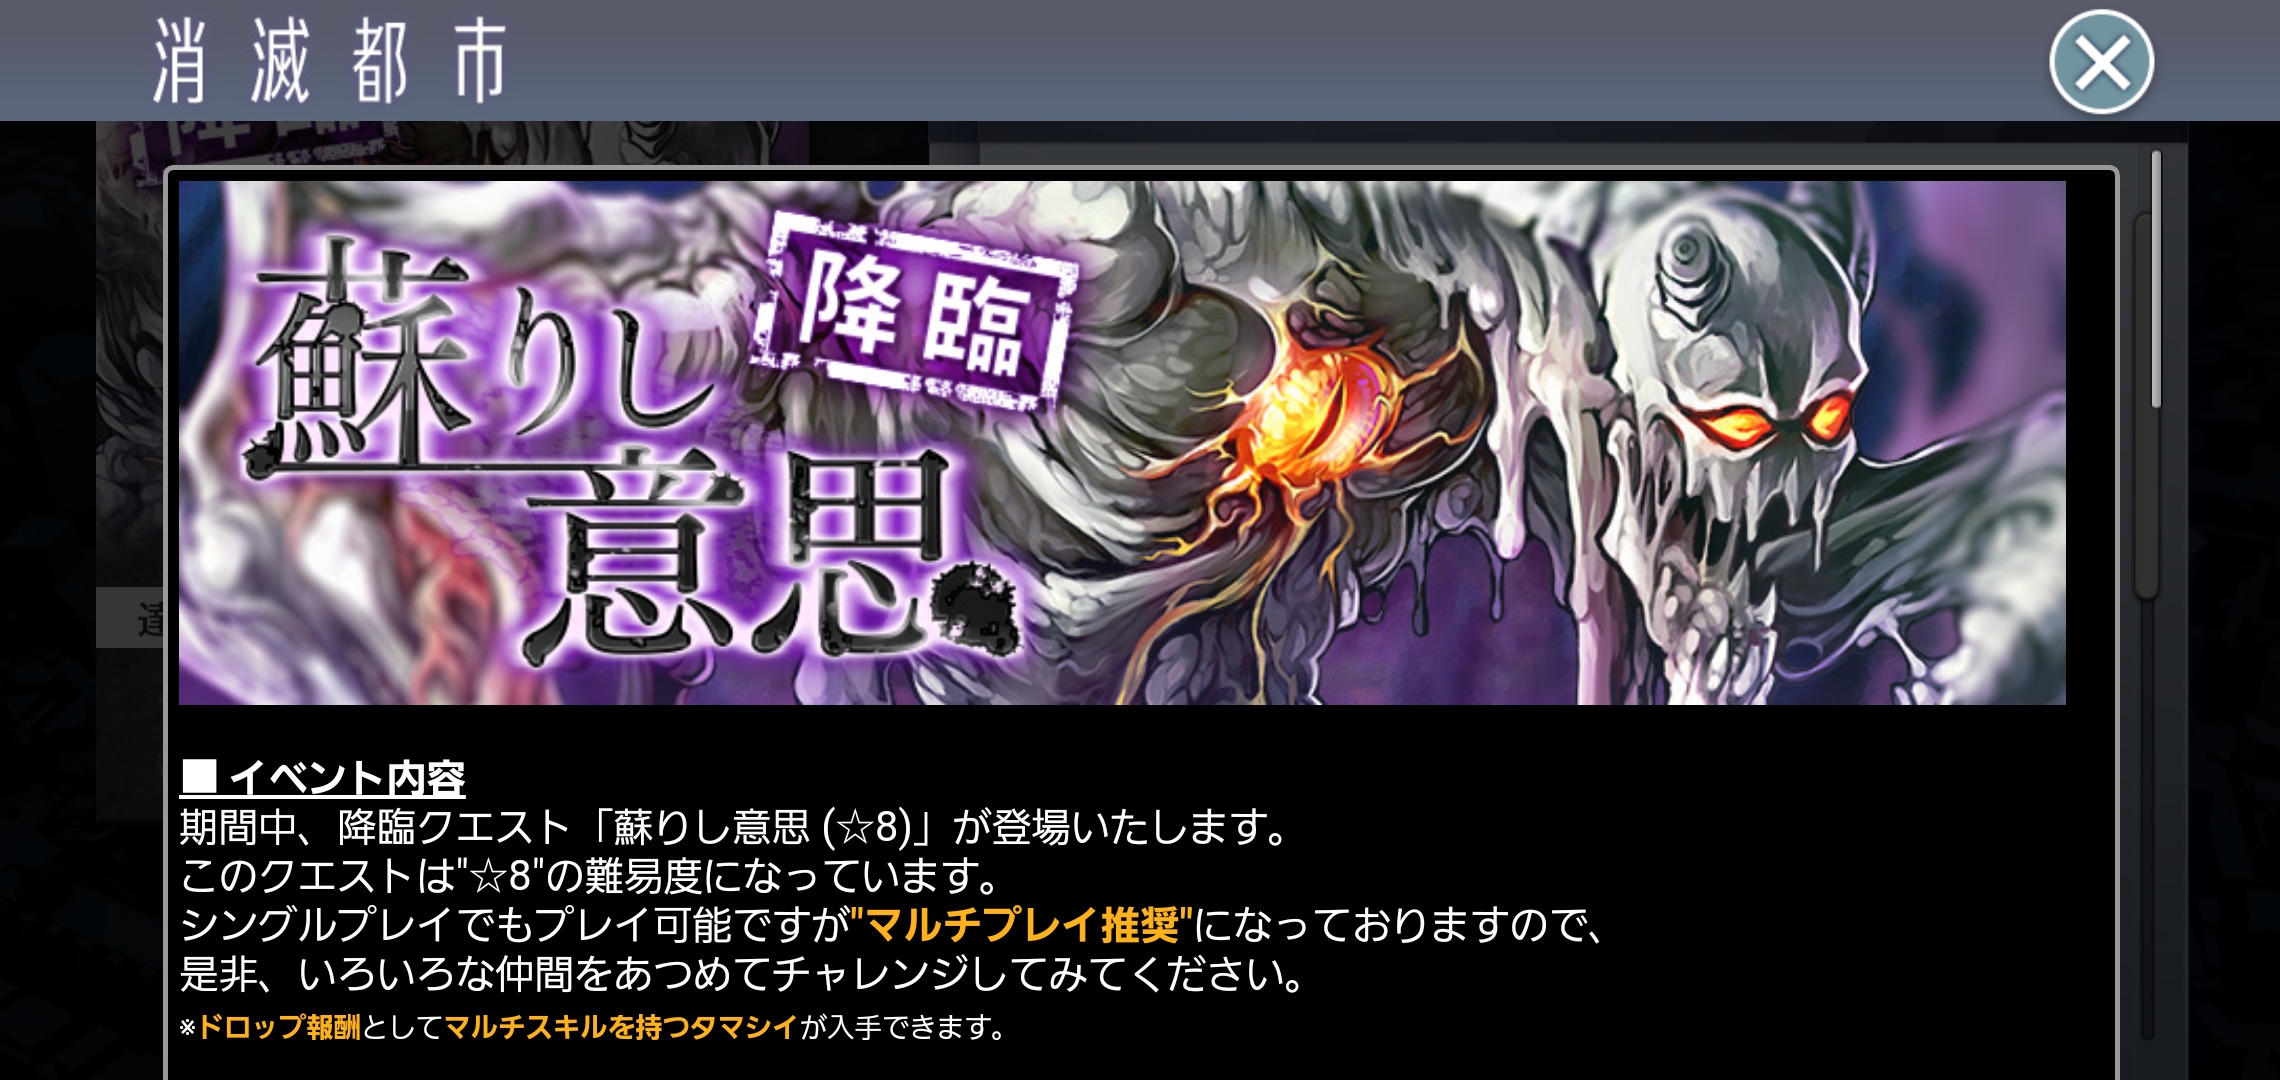 消滅都市
降臨
蘇りし
意思
達
■ イベント内容
期間中、降臨クエスト「蘇りし意思 (☆8)」が登場いたします。
このクエストは"☆8"の難易度になっています。
シングルプレイでもプレイ可能ですが"マルチプレイ推奨"になっておりますので、
是非、いろいろな仲間をあつめてチャレンジしてみてください。
※ドロップ報酬としてマルチスキルを持つタマシイが入手できます。